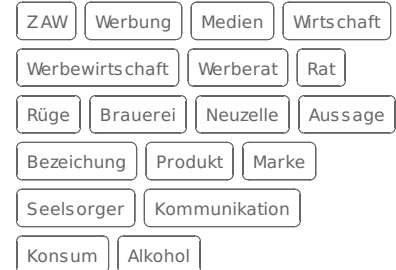 ZAW Werbung Medien Wirtschaft
Werbewirtschaft Werberat Rat
Rüge Brauerei Neuzelle Aussage
Bezeichung Produkt Marke
Seelsorger Kommunikation
Konsum Alkohol